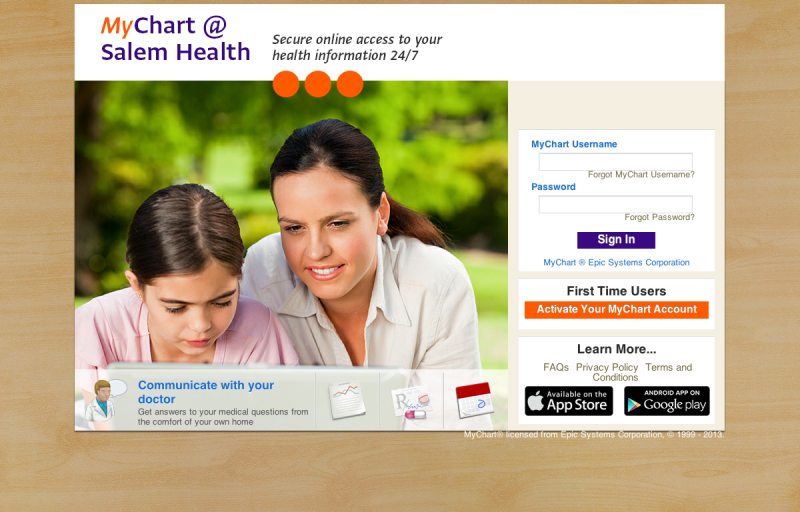 MyChart @
Salem Health
Secure online access to your
health information 24/7
MyChart Username
Forgot MyChart Username?
Password
Forgot Password?
Sign In
MyChart ® Epic Systems Corporation
First Time Users
Activate Your MyChart Account
Learn More...
FAQs Privacy Policy Terms and
Conditions
Available on the
App Store
ANDROID APP ON
Google play
Communicate with your
doctor
Get answers to your medical questions from
the comfort of your own home
MyChart® licensed from Epic Systems Corporation, © 1999 - 2013.